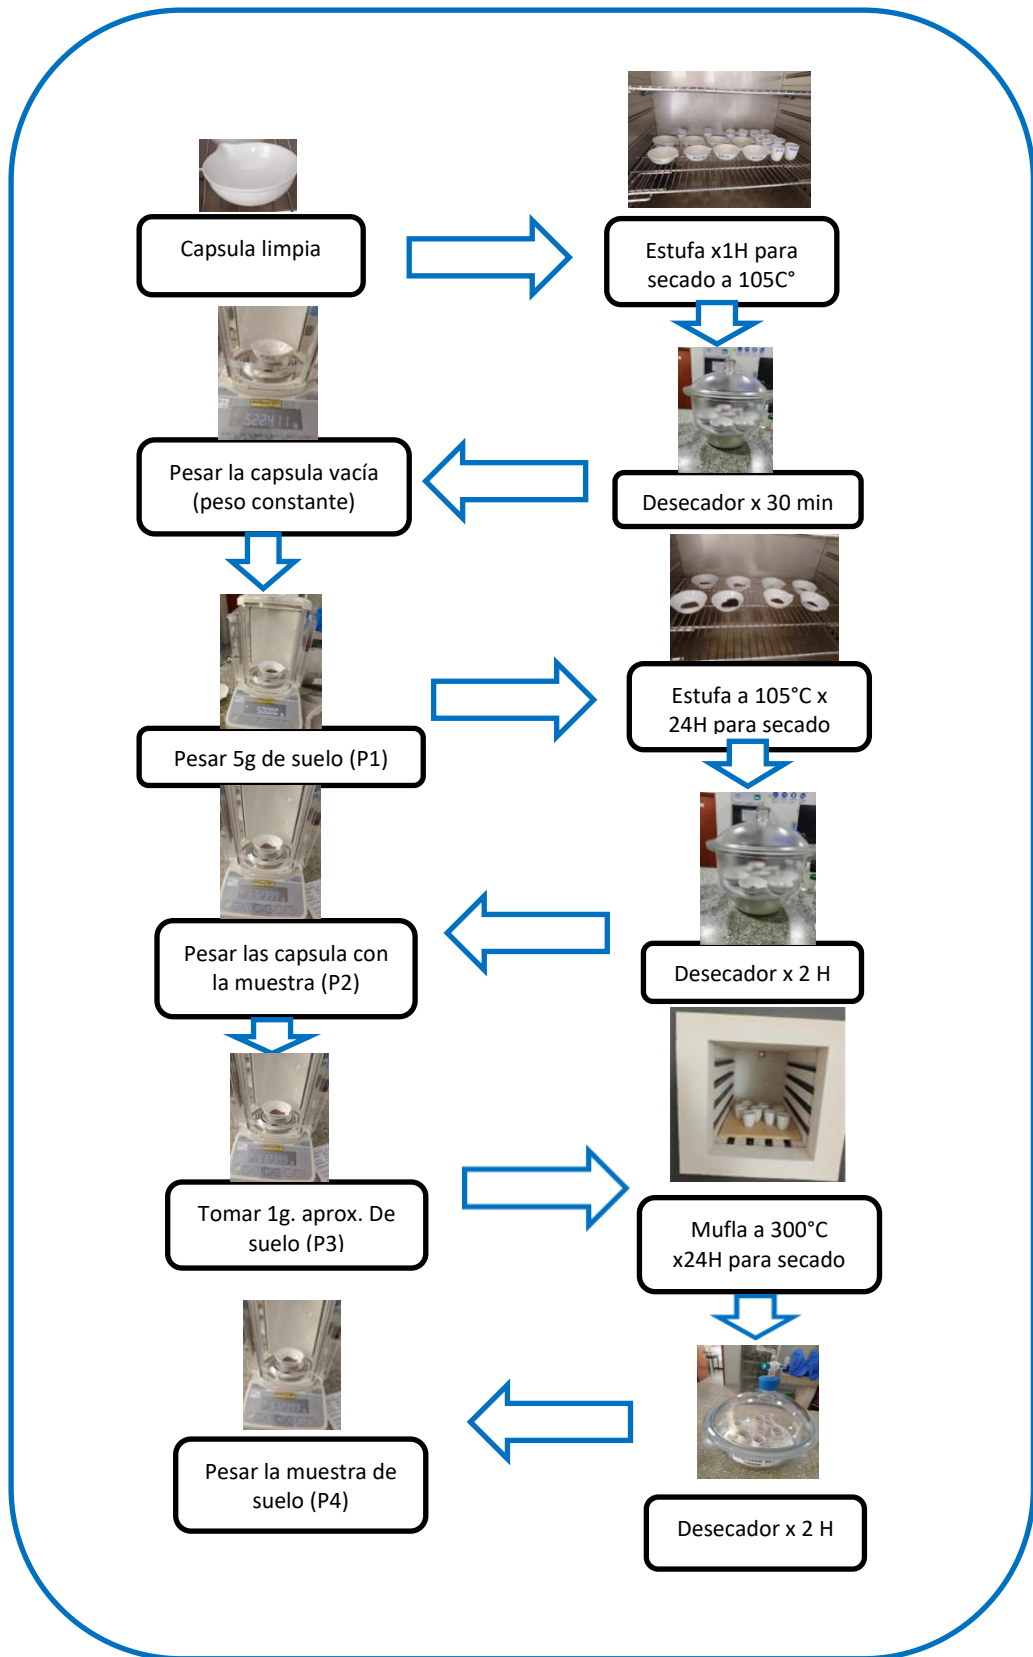 Capsula limpia
Estufa x1H para
secado a 105C°
Desecador x 30 min
Pesar la capsula vacía
(peso constante)
Pesar 5g de suelo (P1)
Estufa a 105°C x
24H para secado
Desecador x 2 H
Pesar las capsula con
la muestra (P2)
Tomar 1g. aprox. De
suelo (P3)
Mufla a 300°C
x24H para secado
Desecador x 2 H
Pesar la muestra de
suelo (P4)